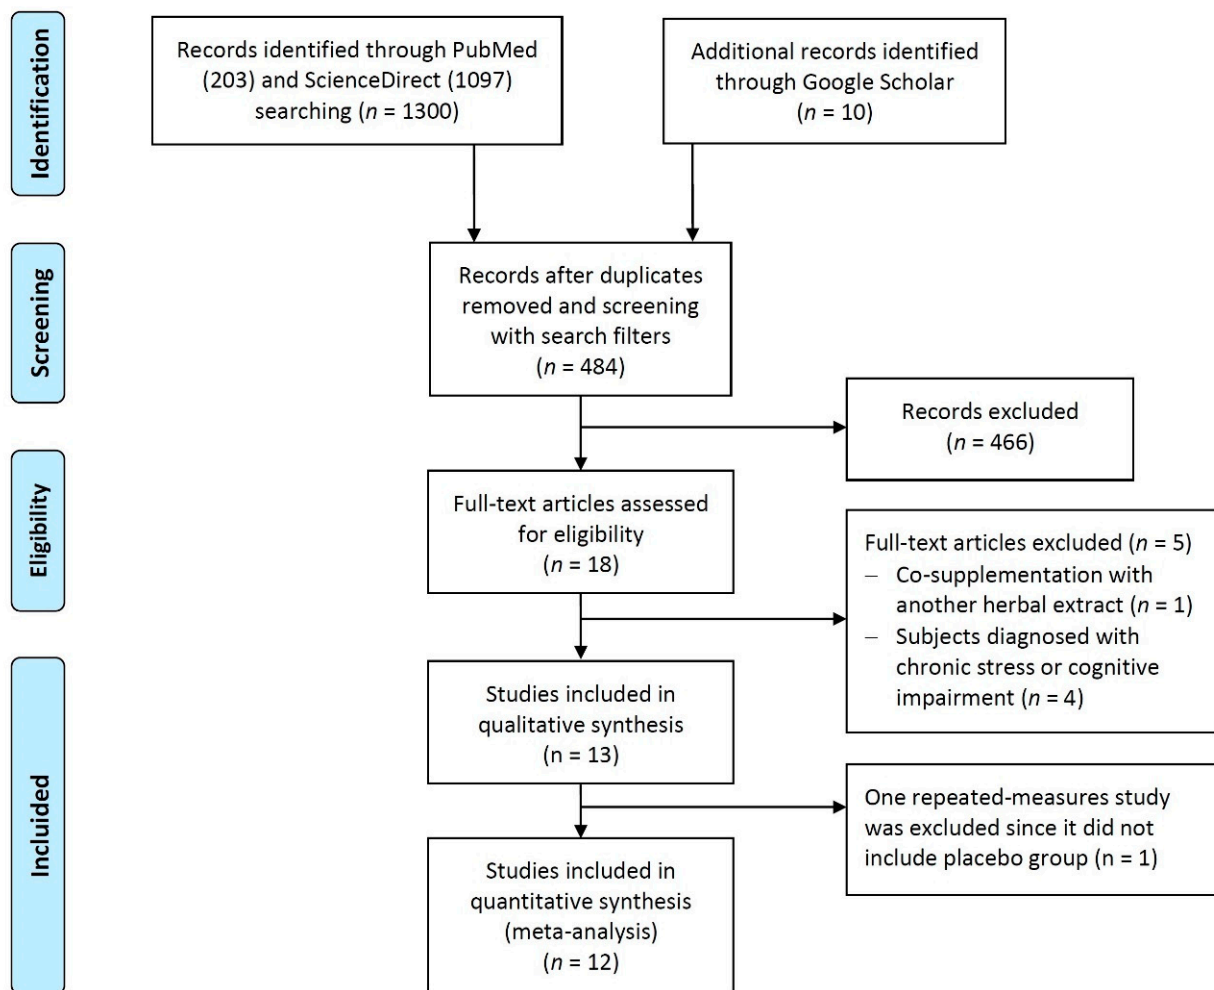 Identification
Records identified through PubMed
(203) and ScienceDirect (1097)
searching (n = 1300)
Additional records identified
through Google Scholar
(n = 10)
Screening
Records after duplicates
removed and screening
with search filters
(n = 484)
Records excluded
(n = 466)
Eligibility
Full-text articles assessed
for eligibility
(n = 18)
Full-text articles excluded (n = 5)
– Co-supplementation with
another herbal extract (n = 1)
– Subjects diagnosed with
chronic stress or cognitive
impairment (n = 4)
Incluided
Studies included in
qualitative synthesis
(n = 13)
One repeated-measures study
was excluded since it did not
include placebo group (n = 1)
Studies included in
quantitative synthesis
(meta-analysis)
(n = 12)